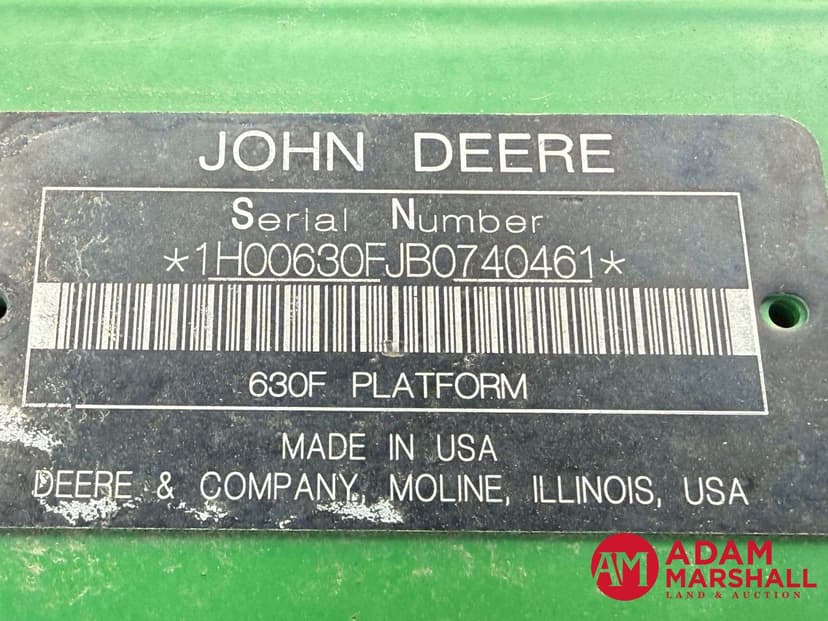 JOHN DEERE
Serial Number
*1H00630FJB0740461*
630F PLATFORM
MADE IN USA
DEERE & COMPANY, MOLINE, ILLINOIS, USA
AM ADAM
MARSHALL
LAND & AUCTION